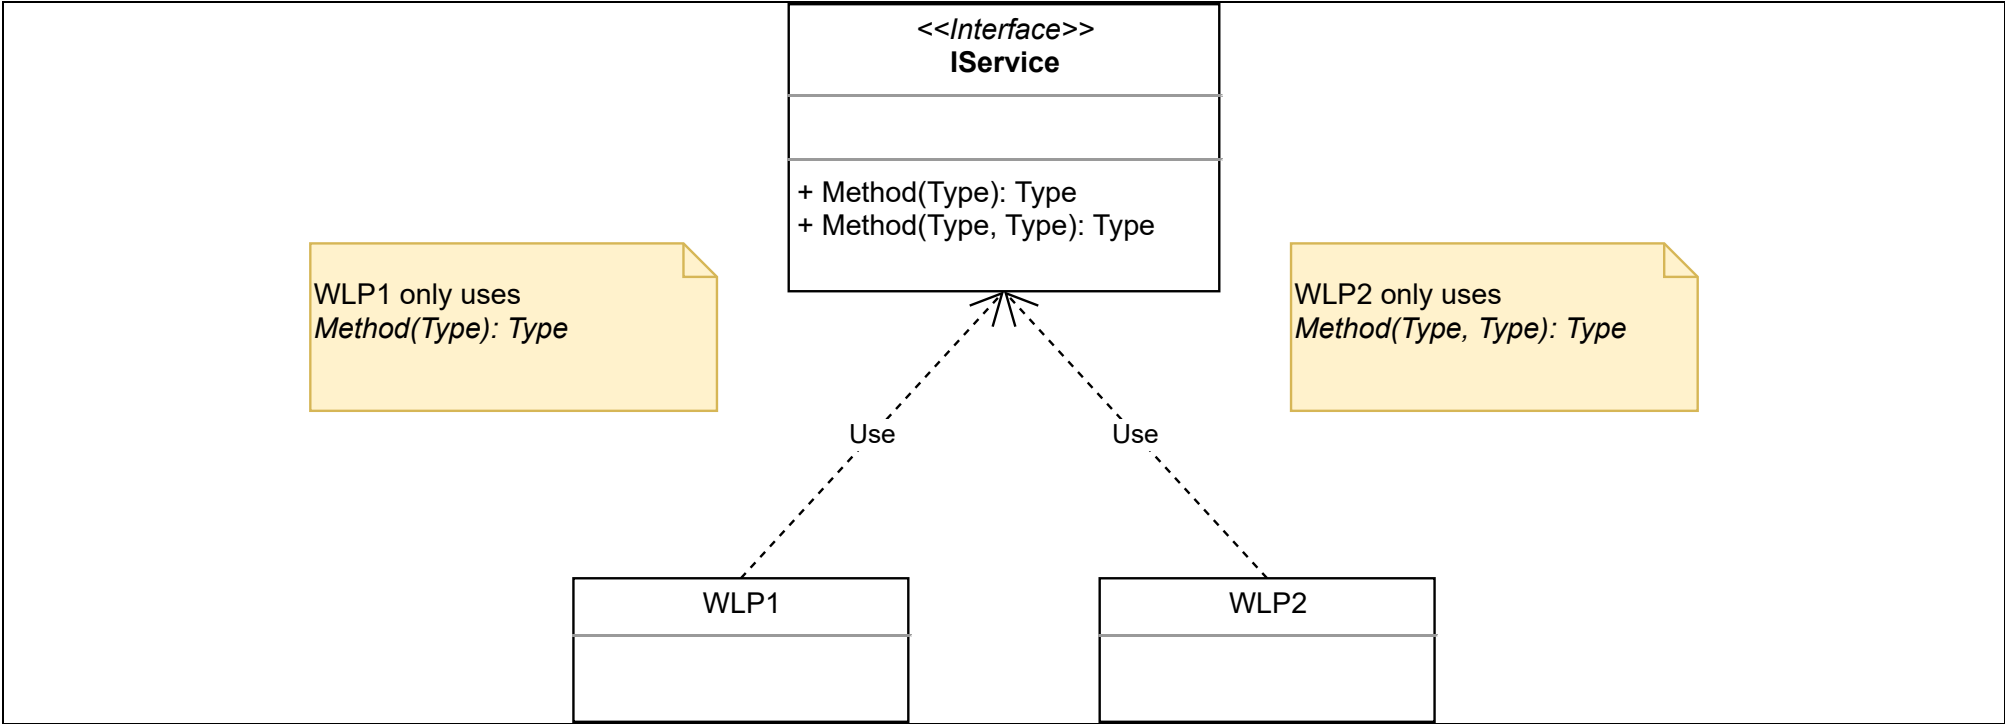 <<Interface>>
IService
+ Method(Type): Type
+ Method(Type, Type): Type
WLP1 only uses
Method(Type): Type
WLP2 only uses
Method(Type, Type): Type
Use
Use
WLP1
WLP2